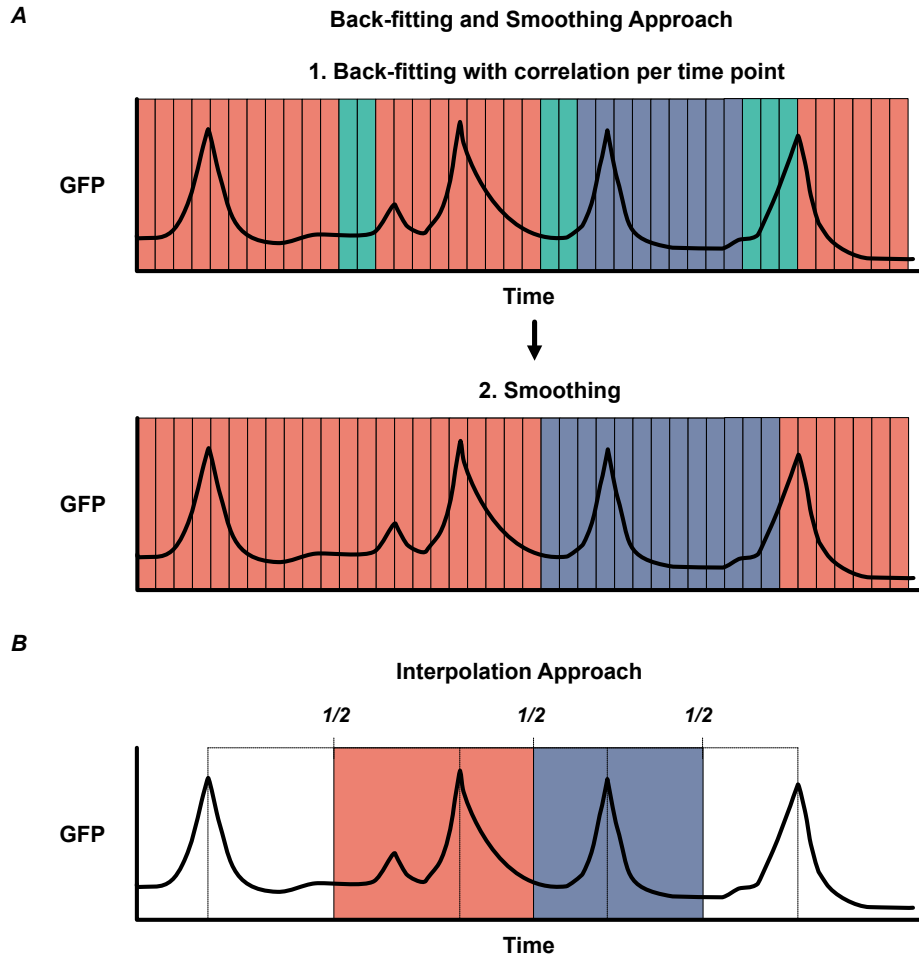 A
Back-fitting and Smoothing Approach
1. Back-fitting with correlation per time point
GFP
Time
2. Smoothing
GFP
B
Interpolation Approach
1/2 1/2 1/2
GFP
Time